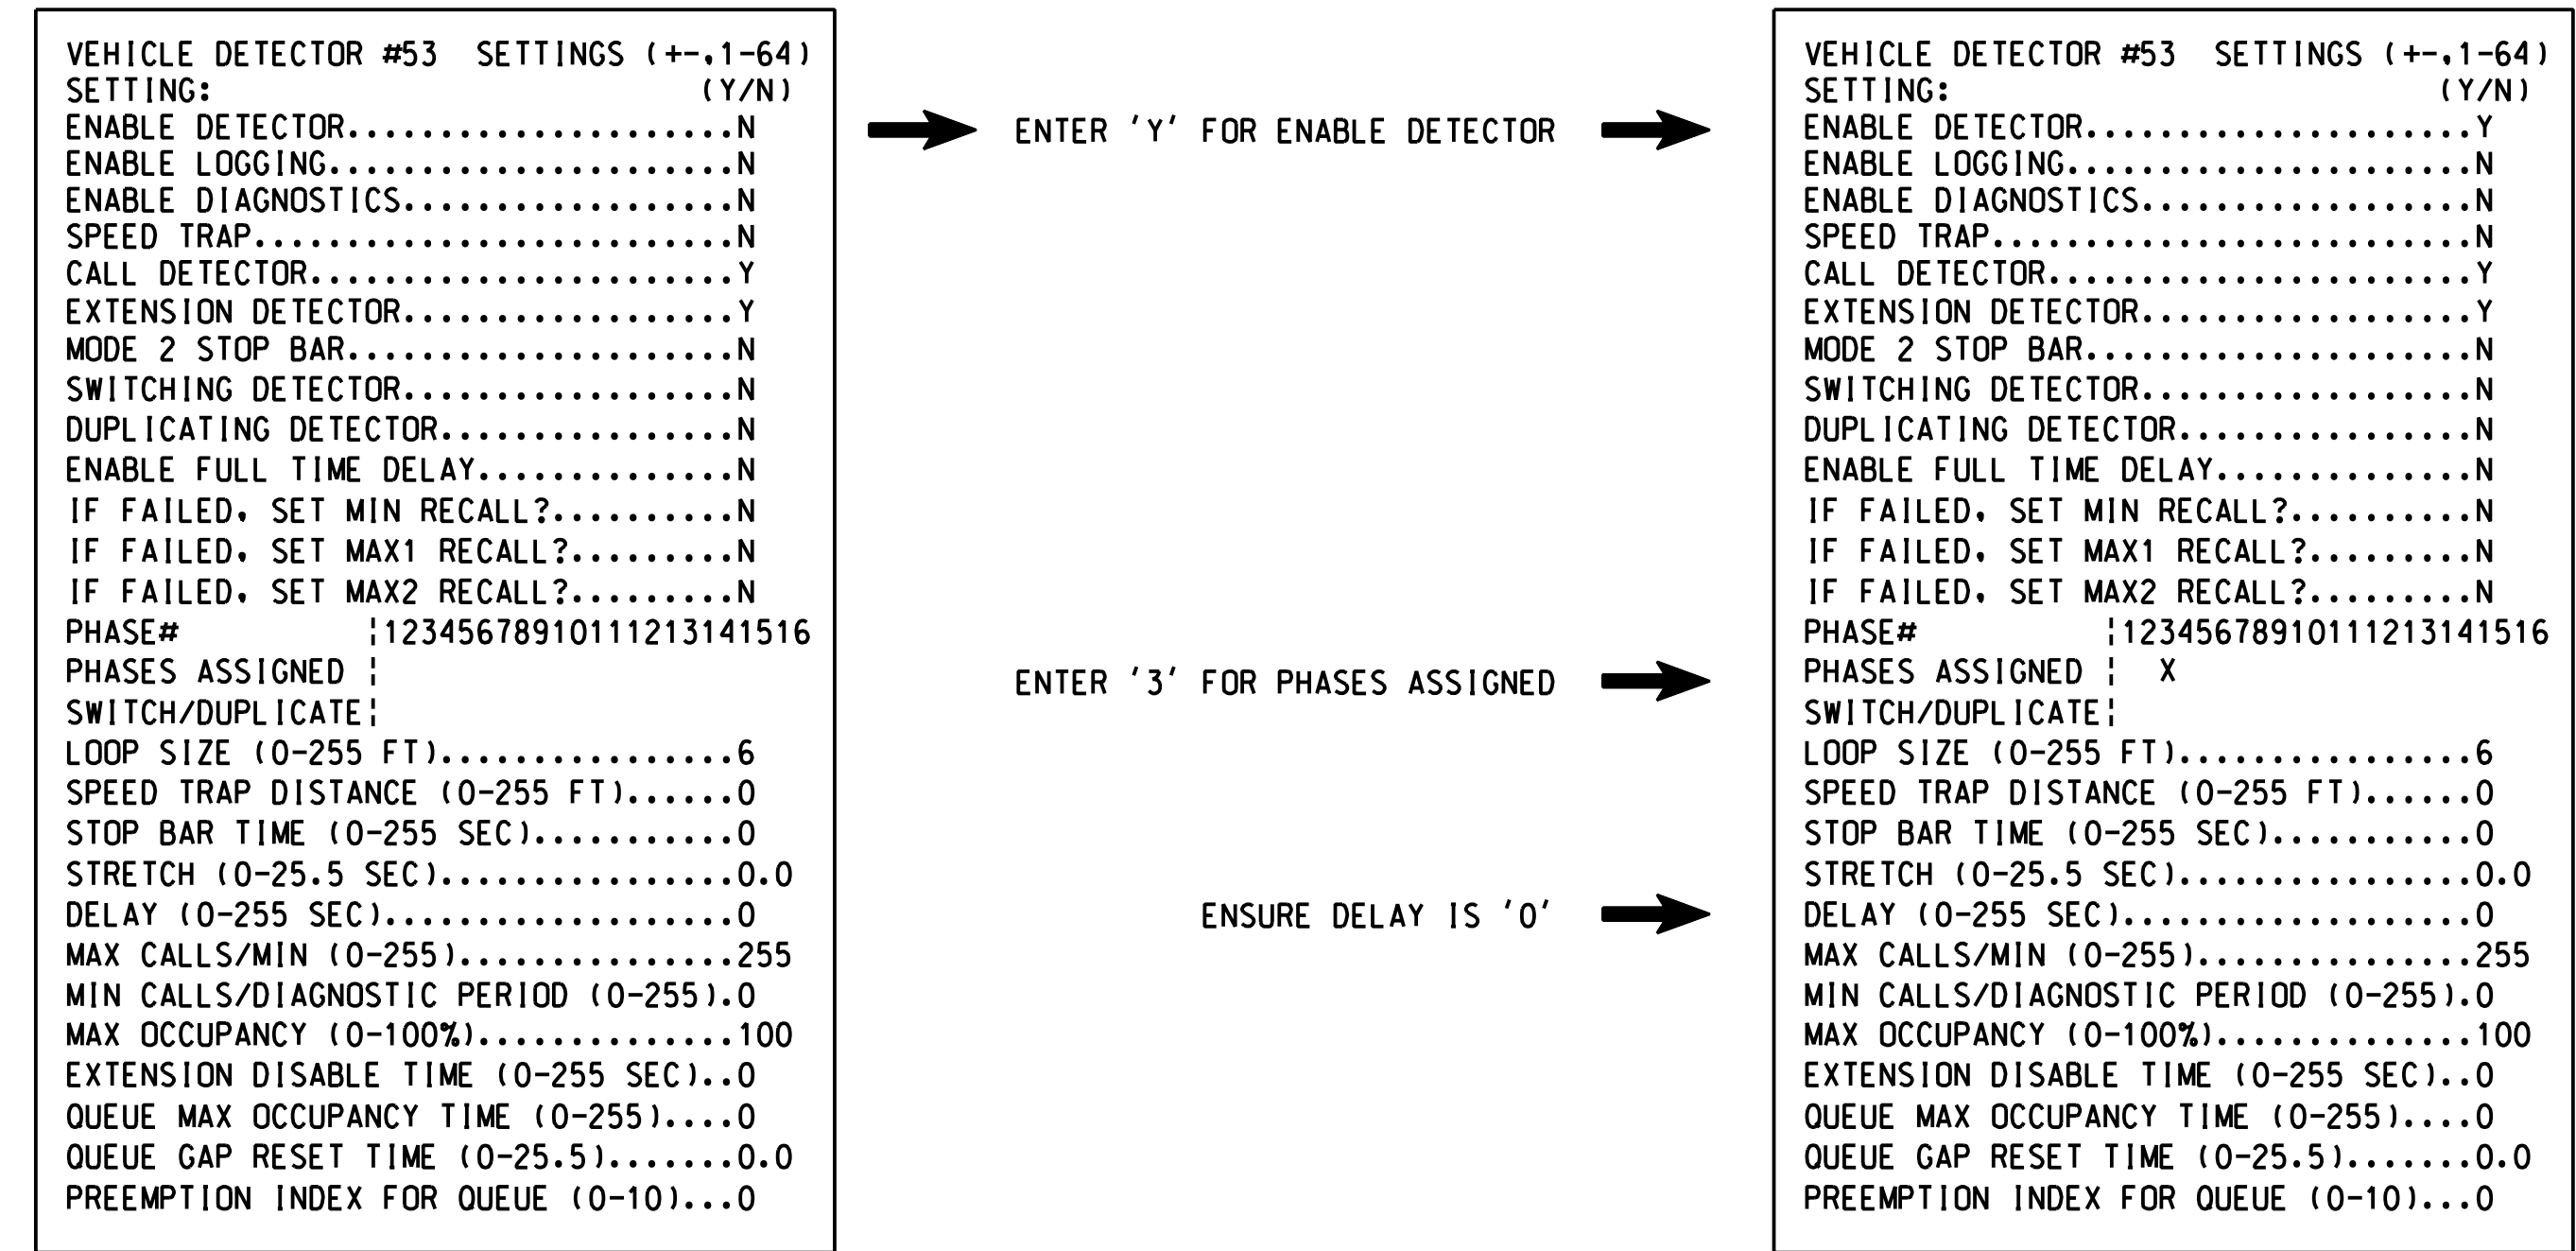 VEHICLE DETECTOR #53  SETTINGS (+-,1-64)
SETTING:                          (Y/N)
ENABLE DETECTOR.....................N
ENABLE LOGGING......................N
ENABLE DIAGNOSTICS..................N
SPEED TRAP..........................N
CALL DETECTOR.......................Y
EXTENSION DETECTOR..................Y
MODE 2 STOP BAR.....................N
SWITCHING DETECTOR..................N
DUPLICATING DETECTOR................N
ENABLE FULL TIME DELAY..............N
IF FAILED, SET MIN RECALL?..........N
IF FAILED, SET MAX1 RECALL?.........N
IF FAILED, SET MAX2 RECALL?.........N
PHASE#          ¦12345678910111213141516
PHASES ASSIGNED ¦
SWITCH/DUPLICATE¦
LOOP SIZE (0-255 FT)................6
SPEED TRAP DISTANCE (0-255 FT)......0
STOP BAR TIME (0-255 SEC)...........0
STRETCH (0-25.5 SEC)................0.0
DELAY (0-255 SEC)...................0
MAX CALLS/MIN (0-255)...............255
MIN CALLS/DIAGNOSTIC PERIOD (0-255).0
MAX OCCUPANCY (0-100%)..............100
EXTENSION DISABLE TIME (0-255 SEC)..0
QUEUE MAX OCCUPANCY TIME (0-255)....0
QUEUE GAP RESET TIME (0-25.5).......0.0
PREEMPTION INDEX FOR QUEUE (0-10)...0
ENTER 'Y' FOR ENABLE DETECTOR
ENTER '3' FOR PHASES ASSIGNED
ENSURE DELAY IS '0'
VEHICLE DETECTOR #53  SETTINGS (+-,1-64)
SETTING:                          (Y/N)
ENABLE DETECTOR.....................Y
ENABLE LOGGING......................N
ENABLE DIAGNOSTICS..................N
SPEED TRAP..........................N
CALL DETECTOR.......................Y
EXTENSION DETECTOR..................Y
MODE 2 STOP BAR.....................N
SWITCHING DETECTOR..................N
DUPLICATING DETECTOR................N
ENABLE FULL TIME DELAY..............N
IF FAILED, SET MIN RECALL?..........N
IF FAILED, SET MAX1 RECALL?.........N
IF FAILED, SET MAX2 RECALL?.........N
PHASE#          ¦12345678910111213141516
PHASES ASSIGNED ¦  X
SWITCH/DUPLICATE¦
LOOP SIZE (0-255 FT)................6
SPEED TRAP DISTANCE (0-255 FT)......0
STOP BAR TIME (0-255 SEC)...........0
STRETCH (0-25.5 SEC)................0.0
DELAY (0-255 SEC)...................0
MAX CALLS/MIN (0-255)...............255
MIN CALLS/DIAGNOSTIC PERIOD (0-255).0
MAX OCCUPANCY (0-100%)..............100
EXTENSION DISABLE TIME (0-255 SEC)..0
QUEUE MAX OCCUPANCY TIME (0-255)....0
QUEUE GAP RESET TIME (0-25.5).......0.0
PREEMPTION INDEX FOR QUEUE (0-10)...0